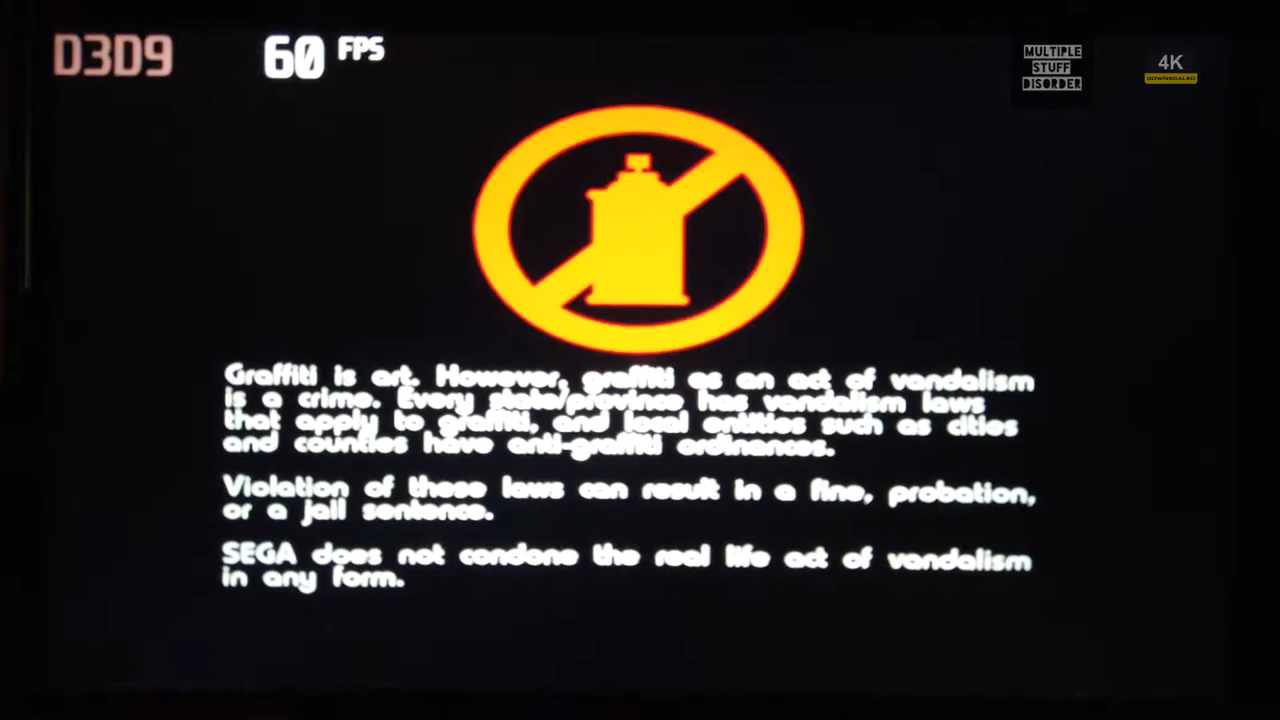 D3D9 60 FPS
MULTIPLE
STUFF
DISORDER
4K
DOWNSCALED
Graffiti is art. However, graffiti as an act of vandalism
is a crime. Every state/province has vandalism laws
that apply to graffiti, and local entities such as cities
and counties have anti-graffiti ordinances.
Violation of these laws can result in a fine, probation,
or a jail sentence.
SEGA does not condone the real life act of vandalism
in any form.